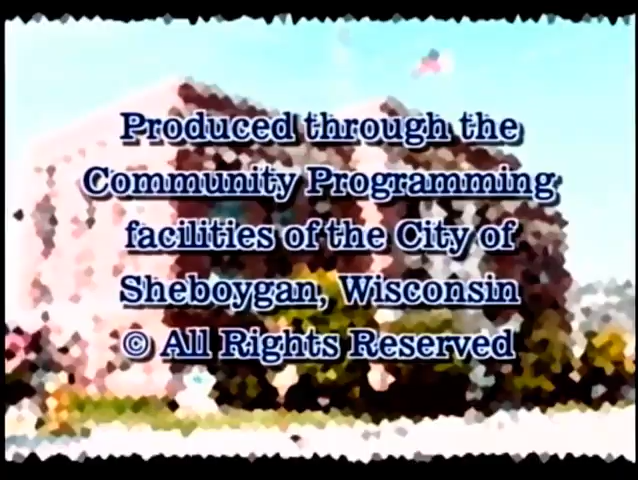 Produced through the
Community Programming
facilities of the City of
Sheboygan, Wisconsin
© All Rights Reserved